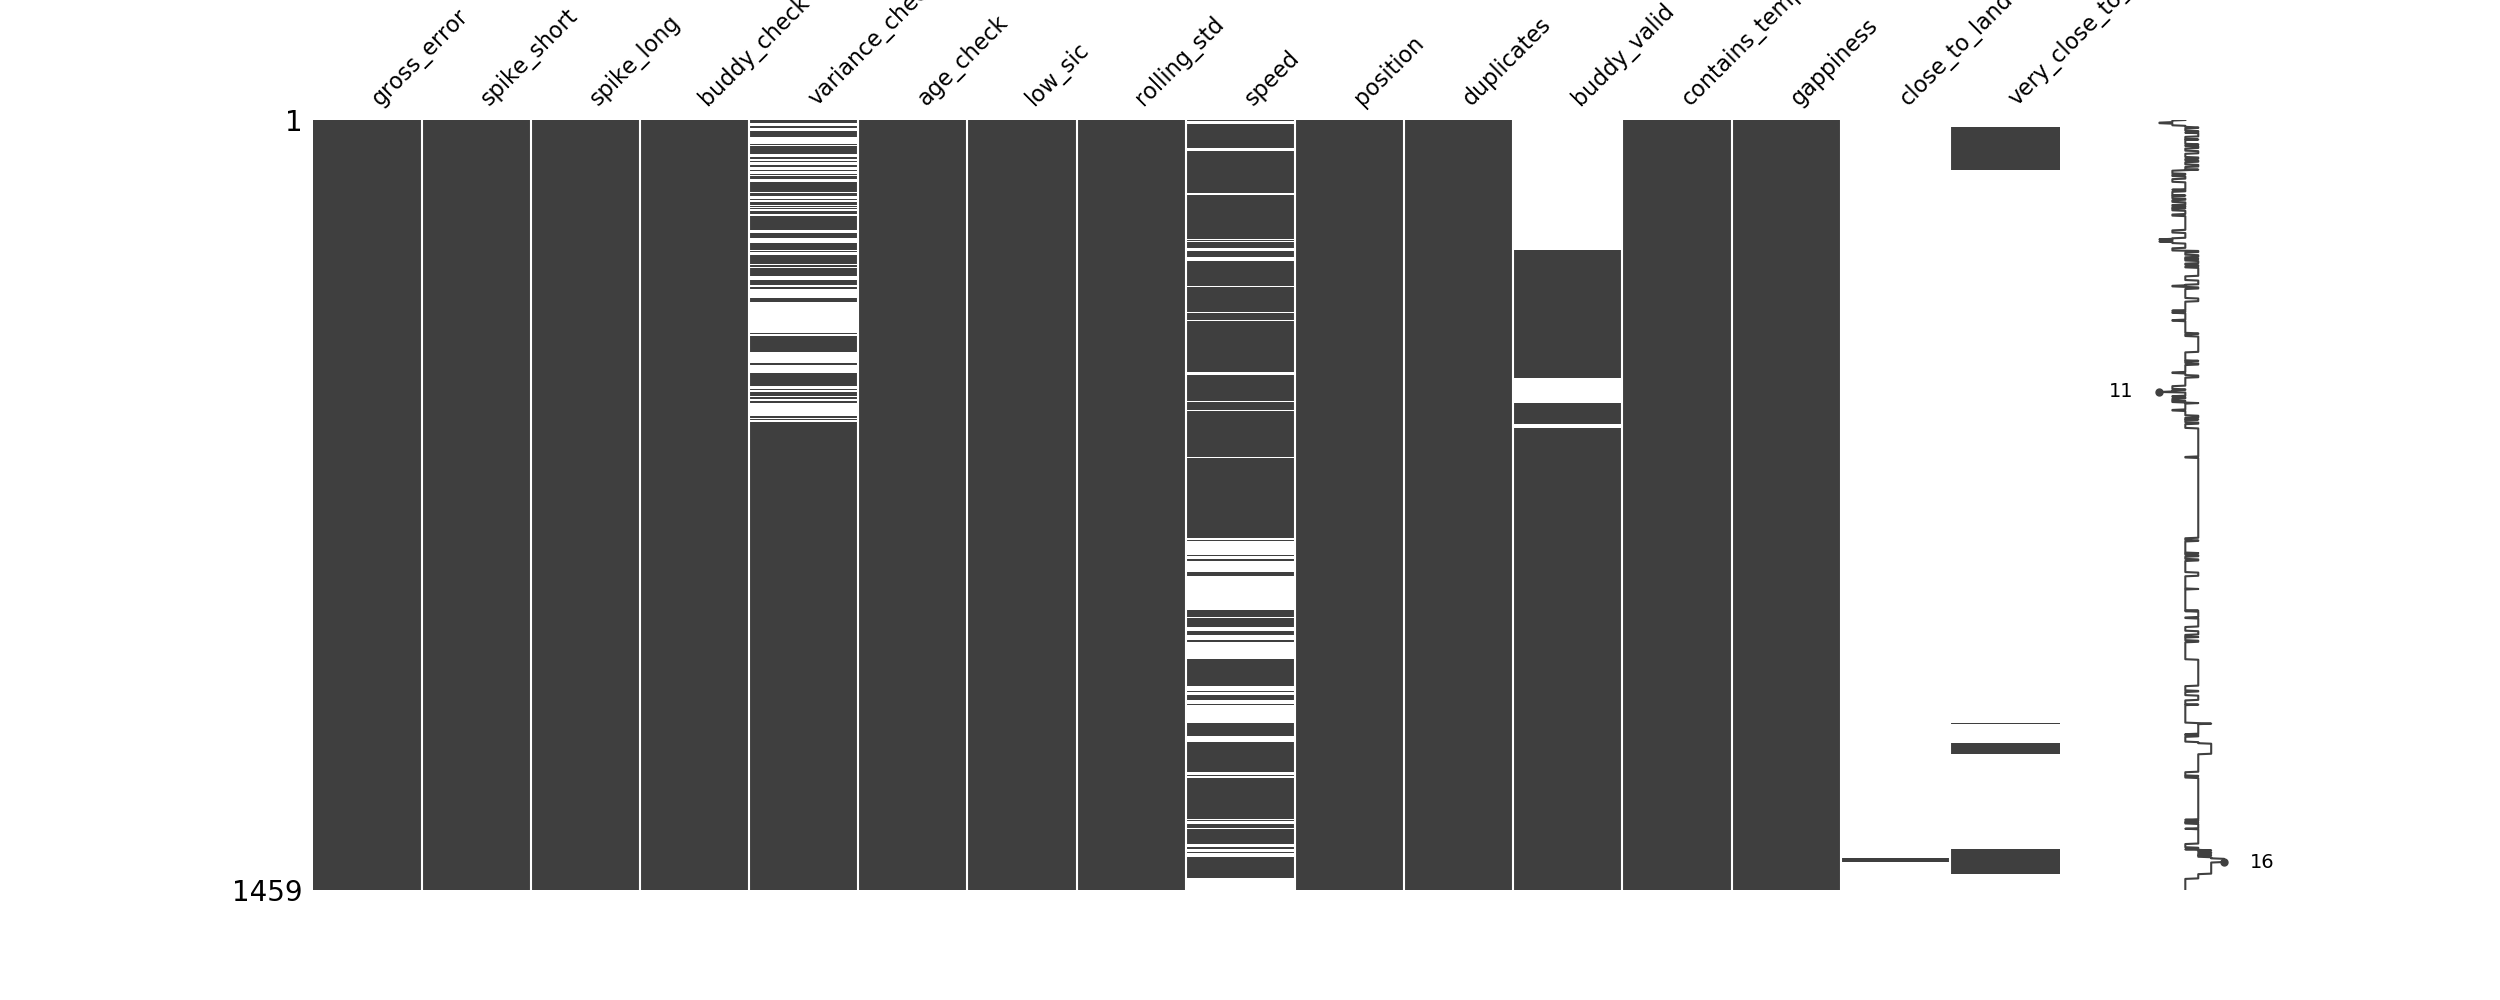 gross_error
spike_short
spike_long
buddy_check
age_check
low_sic
rolling_std
speed
position
duplicates
buddy_valid
gappiness
close_to_land
1
11
16
1459